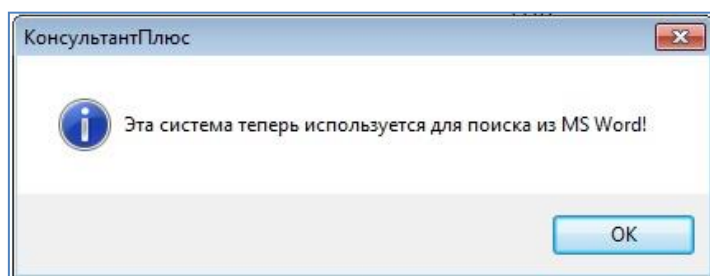 КонсультантПлюс
Эта система теперь используется для поиска из MS Word!
OK